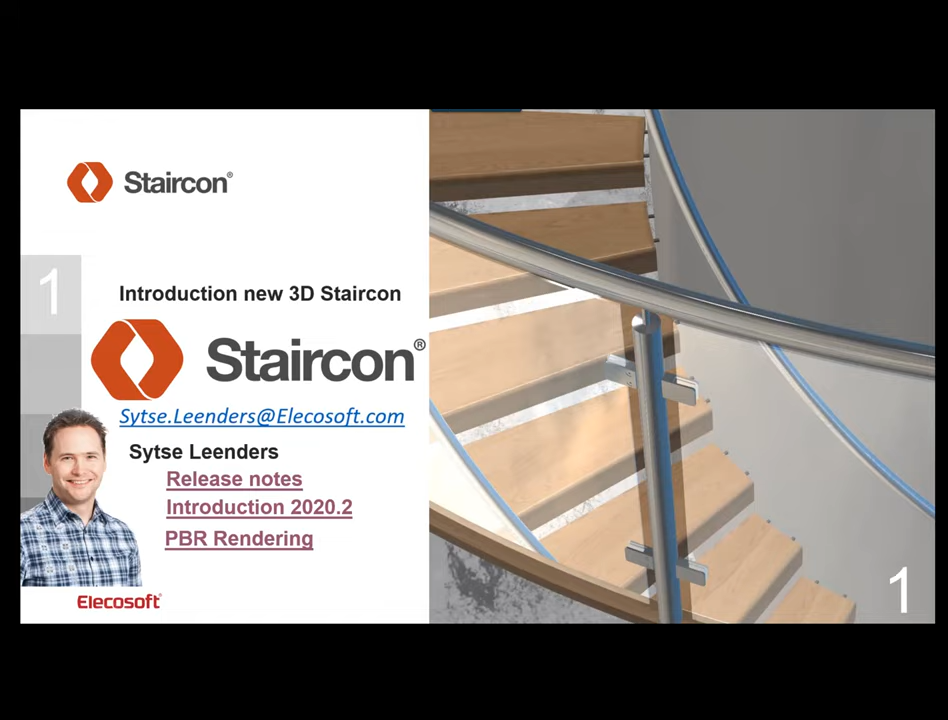 Staircon®
1
Introduction new 3D Staircon
Staircon®
Sytse.Leenders@Elecosoft.com
Sytse Leenders
Release notes
Introduction 2020.2
PBR Rendering
Elecosoft®
1